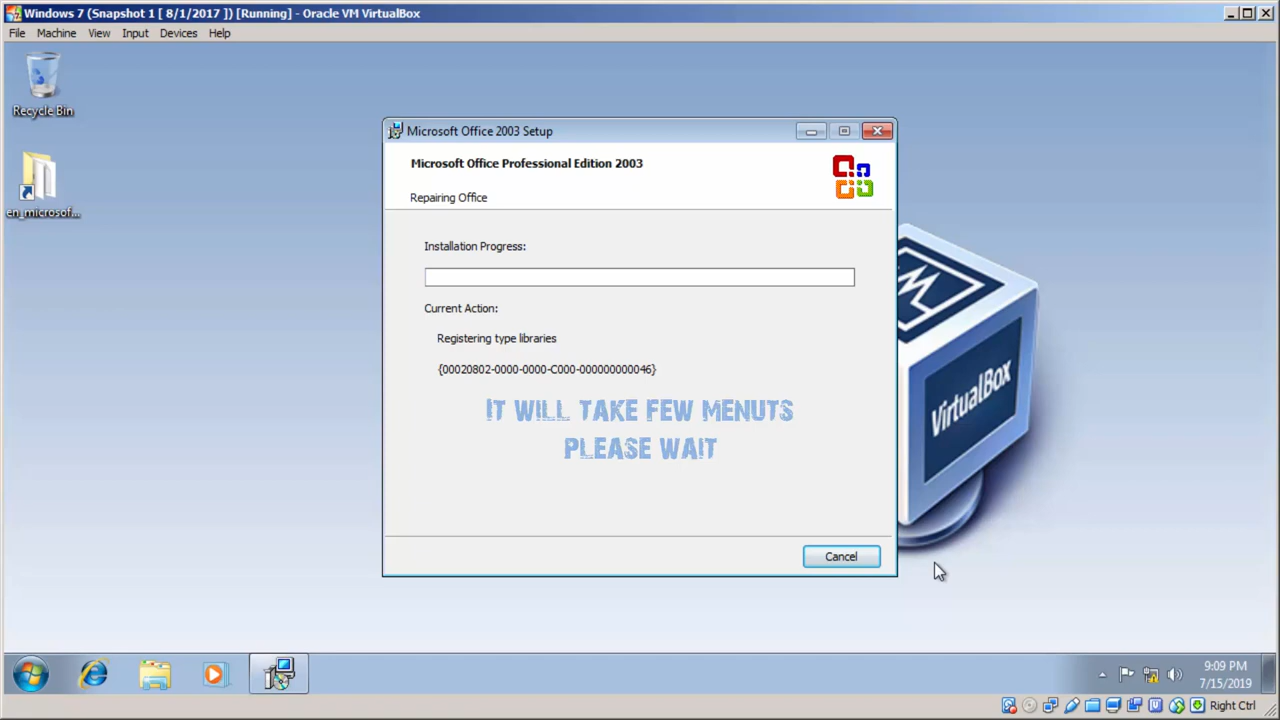 Windows 7 (Snapshot 1 [ 8/1/2017 ]) [Running] - Oracle VM VirtualBox
File Machine View Input Devices Help
Recycle Bin
en_microsof...
Microsoft Office 2003 Setup
Microsoft Office Professional Edition 2003
Repairing Office
Installation Progress:
Current Action:
Registering type libraries
{00020802-0000-0000-C000-000000000046}
IT WILL TAKE FEW MENUTS
PLEASE WAIT
Cancel
VirtualBox
9:09 PM
7/15/2019
Right Ctrl